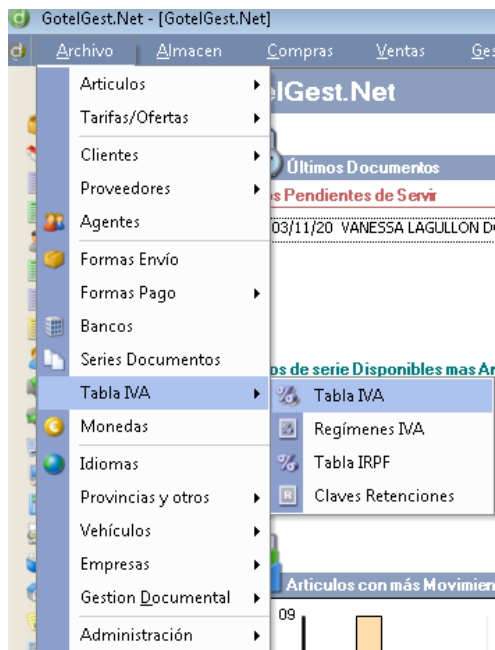 GotelGest.Net - [GotelGest.Net]
Archivo Almacen Compras Ventas
elGest.Net
Articulos
Tarifas/Ofertas
Clientes
Proveedores
Agentes
Formas Envío
Formas Pago
Bancos
Series Documentos
Tabla IVA
Monedas
Idiomas
Provincias y otros
Vehículos
Empresas
Gestion Documental
Administración
Últimos Documentos
s Pendientes de Servir
03/11/20 VANESSA LAGULLON D
os de serie Disponibles mas Ar
Tabla IVA
Regímenes IVA
Tabla IRPF
Claves Retenciones
R
Articulos con más Movimien
09